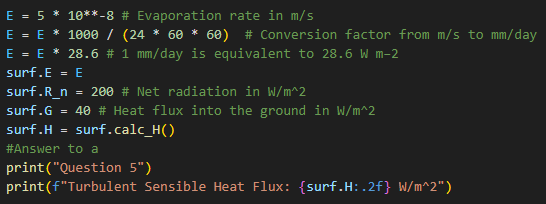 E = 5 * 10**-8 # Evaporation rate in m/s
E = E * 1000 / (24 * 60 * 60)  # Conversion factor from m/s to mm/day
E = E * 28.6 # 1 mm/day is equivalent to 28.6 W m−2
surf.E = E
surf.R_n = 200 # Net radiation in W/m^2
surf.G = 40 # Heat flux into the ground in W/m^2
surf.H = surf.calc_H()
#Answer to a
print("Question 5")
print(f"Turbulent Sensible Heat Flux: {surf.H:.2f} W/m^2")